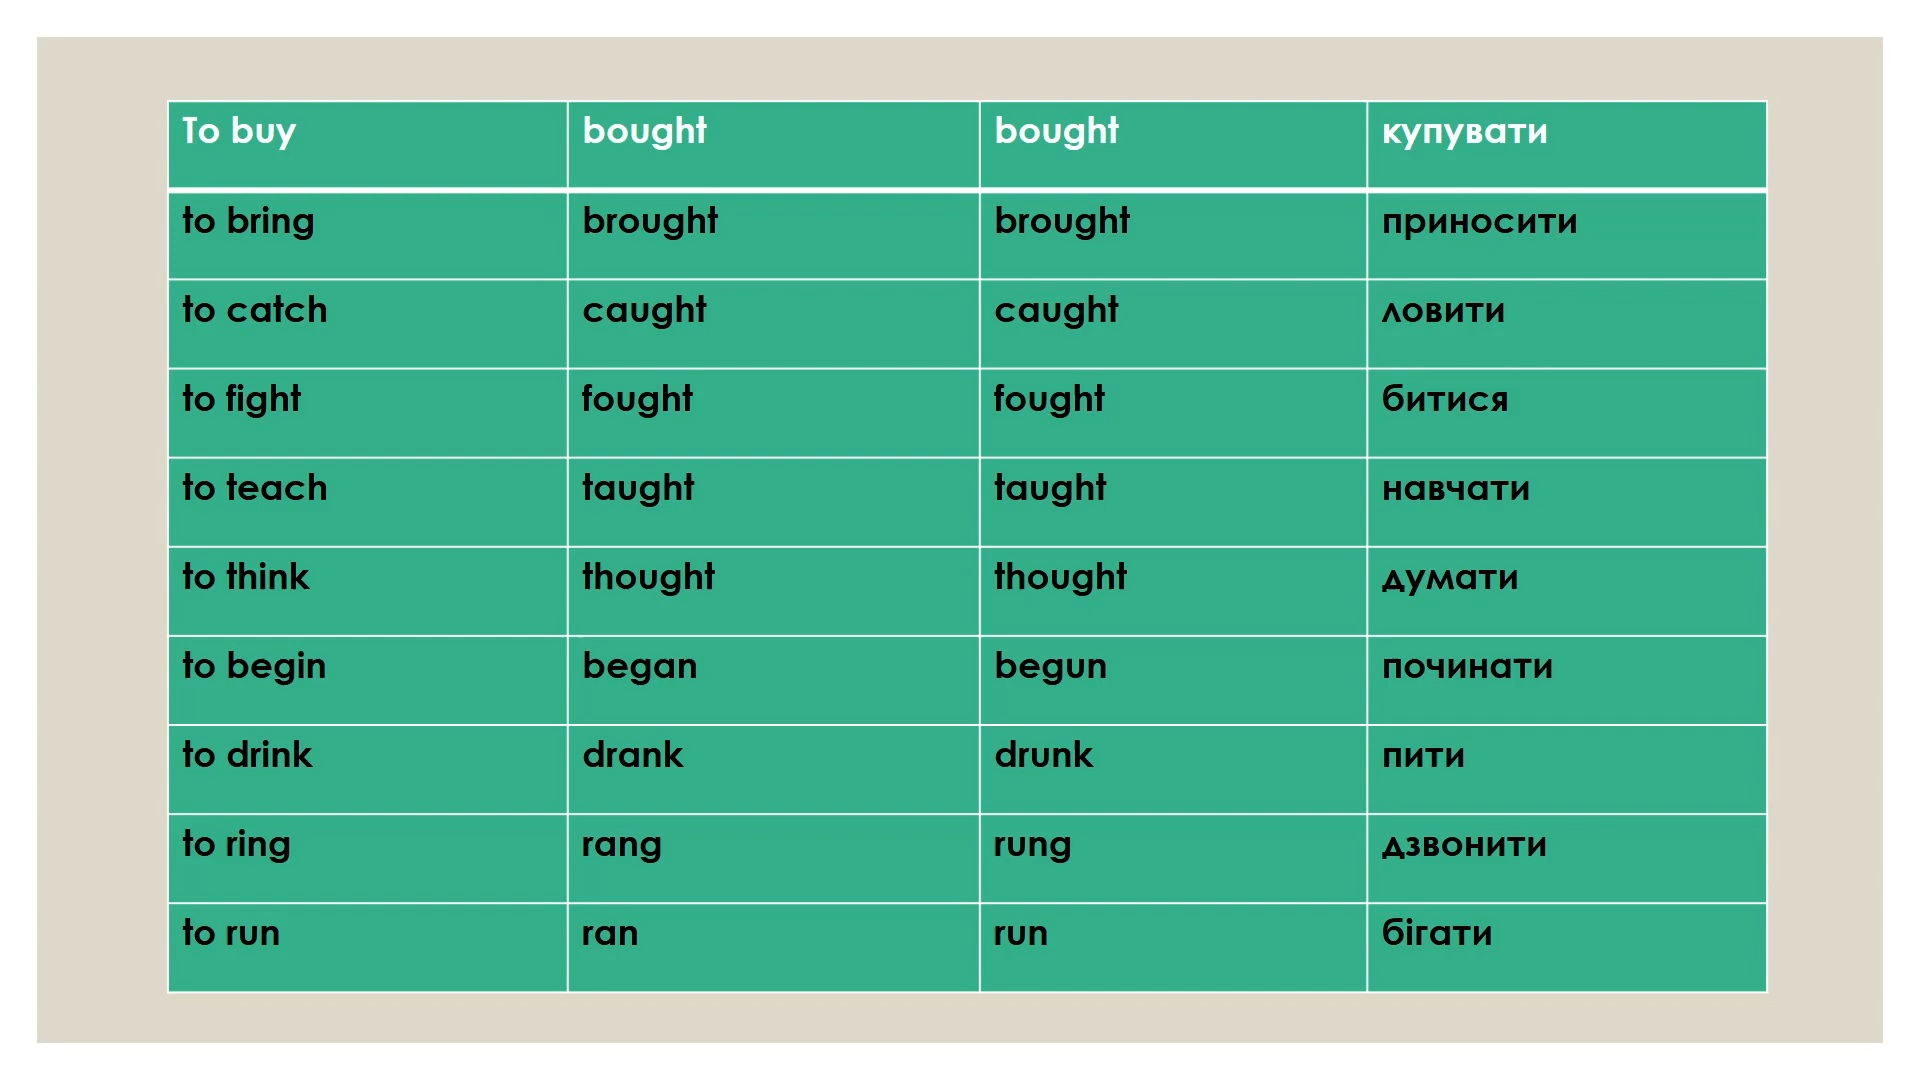 To buy bought bought купувати
to bring brought brought приносити
to catch caught caught ловити
to fight fought fought битися
to teach taught taught навчати
to think thought thought думати
to begin began begun починати
to drink drank drunk пити
to ring rang rung дзвонити
to run ran run бігати